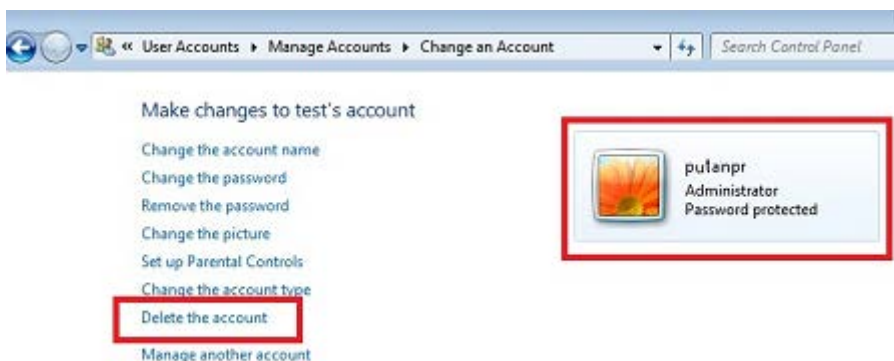 « User Accounts ▸ Manage Accounts ▸ Change an Account
Search Control Panel
Make changes to test's account
Change the account name
Change the password
Remove the password
Change the picture
Set up Parental Controls
Change the account type
Delete the account
Manage another account
putanpr
Administrator
Password protected